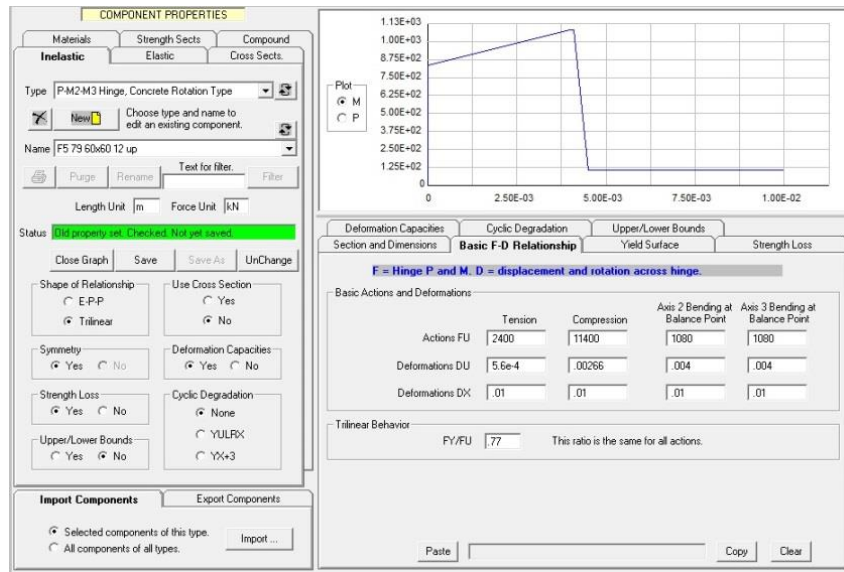 COMPONENT PROPERTIES
Materials Strength Sects Compound
Inelastic Elastic Cross Sects.
Type P-M2-M3 Hinge, Concrete Rotation Type
New Choose type and name to
edit an existing component.
Name F5 79 60x60 12 up
Purge Rename Text for filter. Filter
Length Unit m Force Unit kN
Status Old property set. Checked. Not yet saved.
Close Graph Save Save As UnChange
Shape of Relationship
E-P-P
Trilinear
Use Cross Section
Yes
No
Symmetry
Yes No
Deformation Capacities
Yes No
Strength Loss
Yes No
Cyclic Degradation
None
YULRX
YX+3
Upper/Lower Bounds
Yes No
Import Components Export Components
Selected components of this type.
All components of all types.
Import ...
Plot
M
P
1.13E+03
1.00E+03
8.75E+02
7.50E+02
6.25E+02
5.00E+02
3.75E+02
2.50E+02
1.25E+02
0
0 2.50E-03 5.00E-03 7.50E-03 1.00E-02
Deformation Capacities Cyclic Degradation Upper/Lower Bounds
Section and Dimensions Basic F-D Relationship Yield Surface Strength Loss
F = Hinge P and M. D = displacement and rotation across hinge.
Basic Actions and Deformations
Tension Compression Axis 2 Bending at Balance Point Axis 3 Bending at Balance Point
Actions FU 2400 11400 1080 1080
Deformations DU 5.6e-4 .00266 .004 .004
Deformations DX .01 .01 .01 .01
Trilinear Behavior
FY/FU .77 This ratio is the same for all actions.
Paste Copy Clear